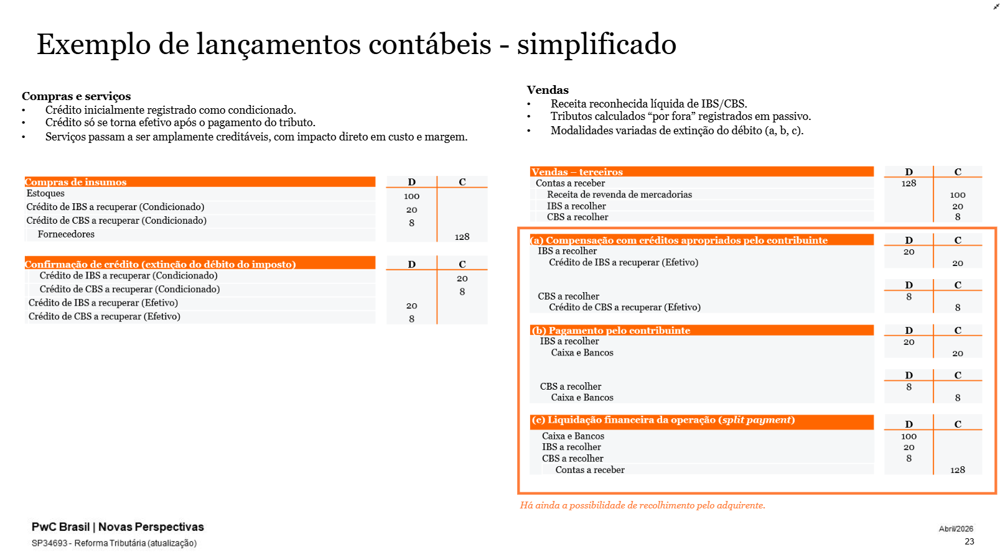 Exemplo de lançamentos contábeis - simplificado
Compras e serviços
• Crédito inicialmente registrado como condicionado.
• Crédito só se torna efetivo após o pagamento do tributo.
• Serviços passam a ser amplamente creditáveis, com impacto direto em custo e margem.
Compras de insumos D C
Estoques 100
Crédito de IBS a recuperar (Condicionado) 20
Crédito de CBS a recuperar (Condicionado) 8
Fornecedores 128
Confirmação de crédito (extinção do débito do imposto) D C
Crédito de IBS a recuperar (Condicionado) 20
Crédito de CBS a recuperar (Condicionado) 8
Crédito de IBS a recuperar (Efetivo) 20
Crédito de CBS a recuperar (Efetivo) 8
Vendas
• Receita reconhecida líquida de IBS/CBS.
• Tributos calculados “por fora” registrados em passivo.
• Modalidades variadas de extinção do débito (a, b, c).
Vendas – terceiros D C
Contas a receber 128
Receita de revenda de mercadorias 100
IBS a recolher 20
CBS a recolher 8
(a) Compensação com créditos apropriados pelo contribuinte D C
IBS a recolher 20
Crédito de IBS a recuperar (Efetivo) 20
D C
CBS a recolher 8
Crédito de CBS a recuperar (Efetivo) 8
(b) Pagamento pelo contribuinte D C
IBS a recolher 20
Caixa e Bancos 20
D C
CBS a recolher 8
Caixa e Bancos 8
(c) Liquidação financeira da operação (split payment) D C
Caixa e Bancos 100
IBS a recolher 20
CBS a recolher 8
Contas a receber 128
Há ainda a possibilidade de recolhimento pelo adquirente.
PwC Brasil | Novas Perspectivas
SP34693 - Reforma Tributária (atualização)
Abril/2026
23